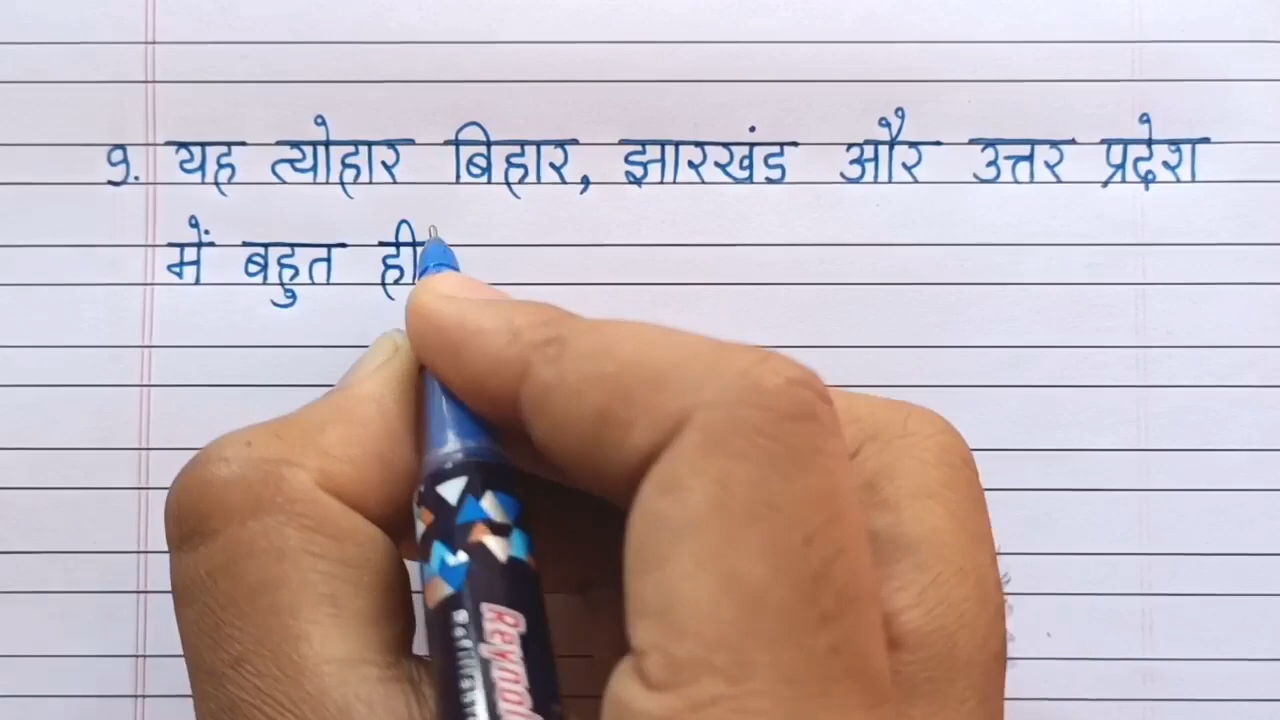 9. यह त्योहार बिहार, झारखंड और उत्तर प्रदेश
में बहुत ही